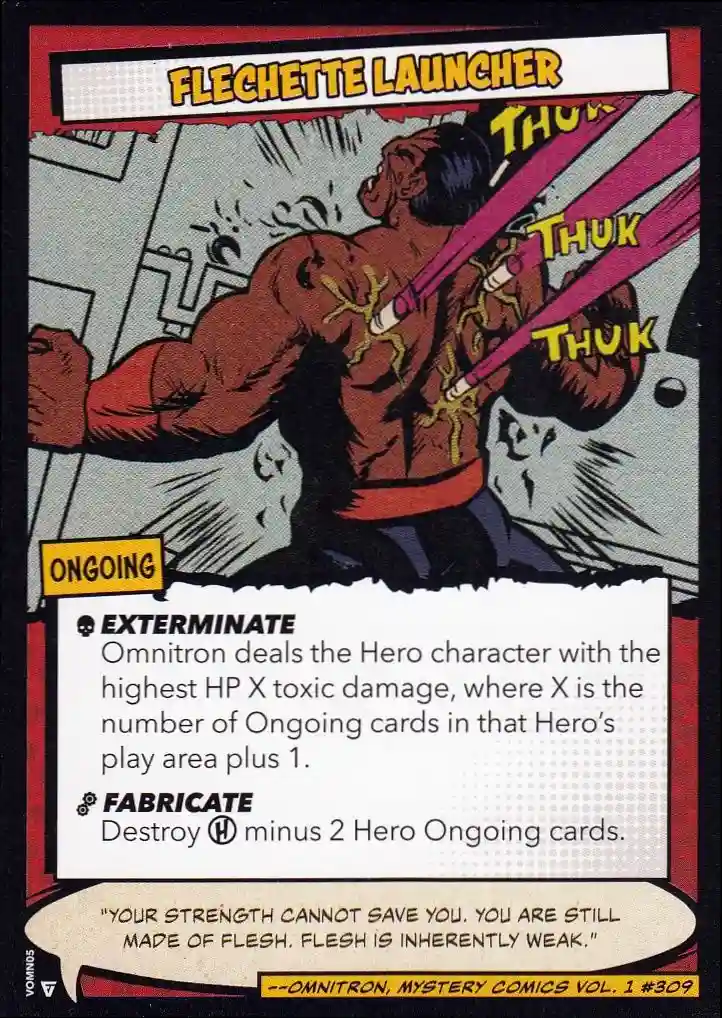 FLECHETTE LAUNCHER
THUK
THUK
THUK
ONGOING
EXTERMINATE
Omnitron deals the Hero character with the
highest HP X toxic damage, where X is the
number of Ongoing cards in that Hero's
play area plus 1.
FABRICATE
Destroy H minus 2 Hero Ongoing cards.
"YOUR STRENGTH CANNOT SAVE YOU. YOU ARE STILL
MADE OF FLESH. FLESH IS INHERENTLY WEAK."
--OMNITRON, MYSTERY COMICS VOL. 1 #309
VOMN05